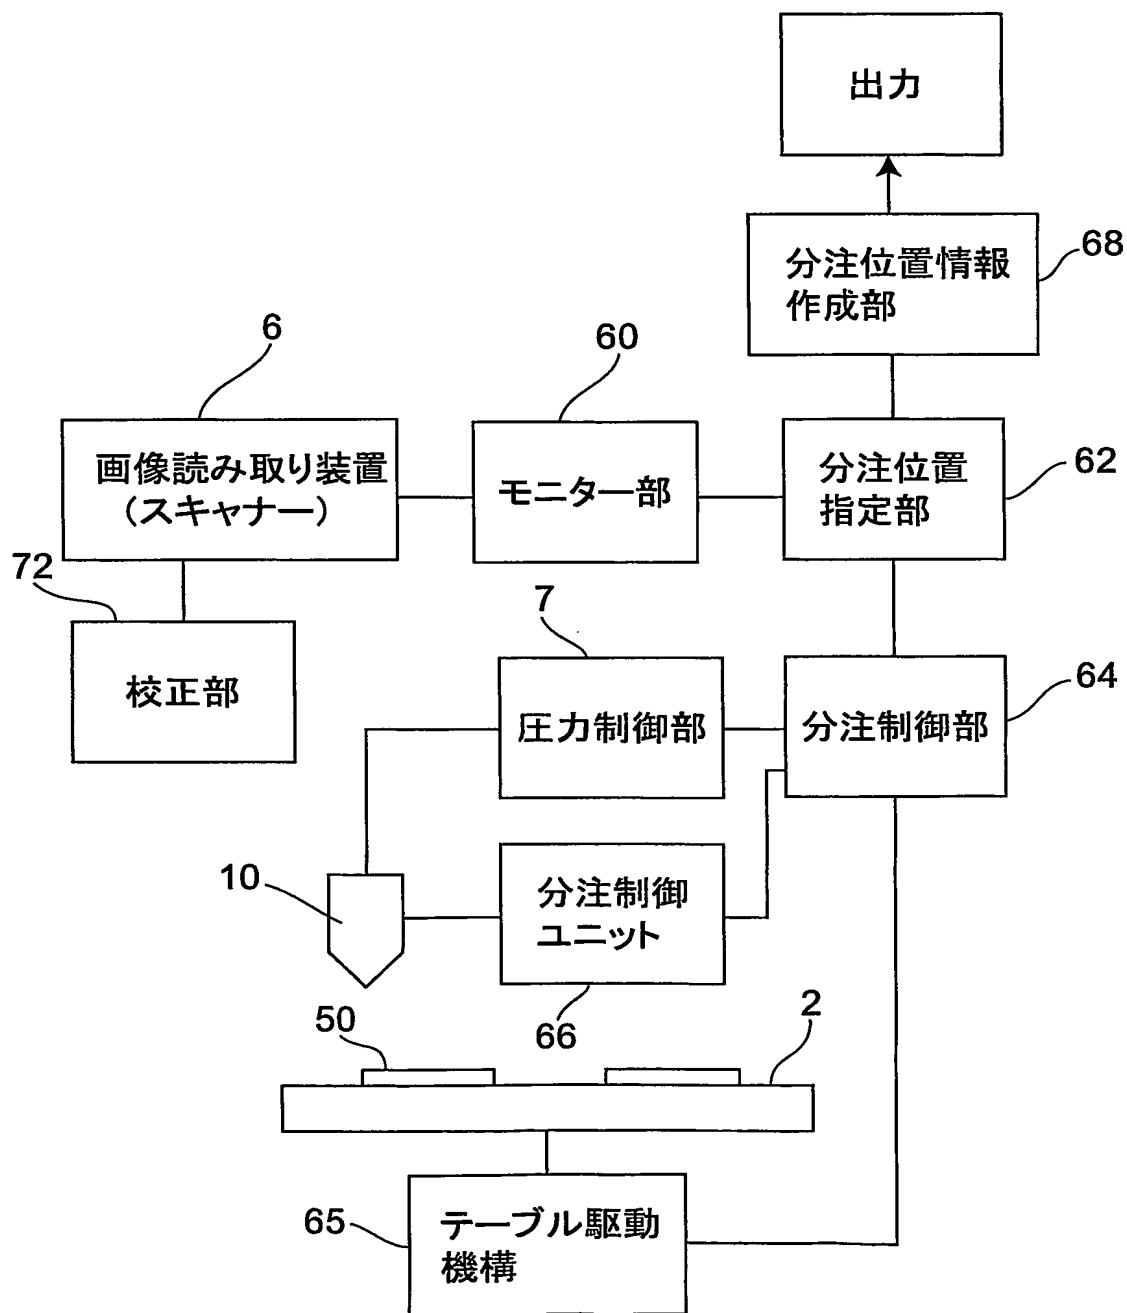 出力
分注位置情報
作成部
68
6
60
画像読み取り装置
(スキャナー)
モニター部
分注位置
指定部
62
72
校正部
7
圧力制御部
分注制御部
64
10
分注制御
ユニット
66
50
2
65
テーブル駆動
機構